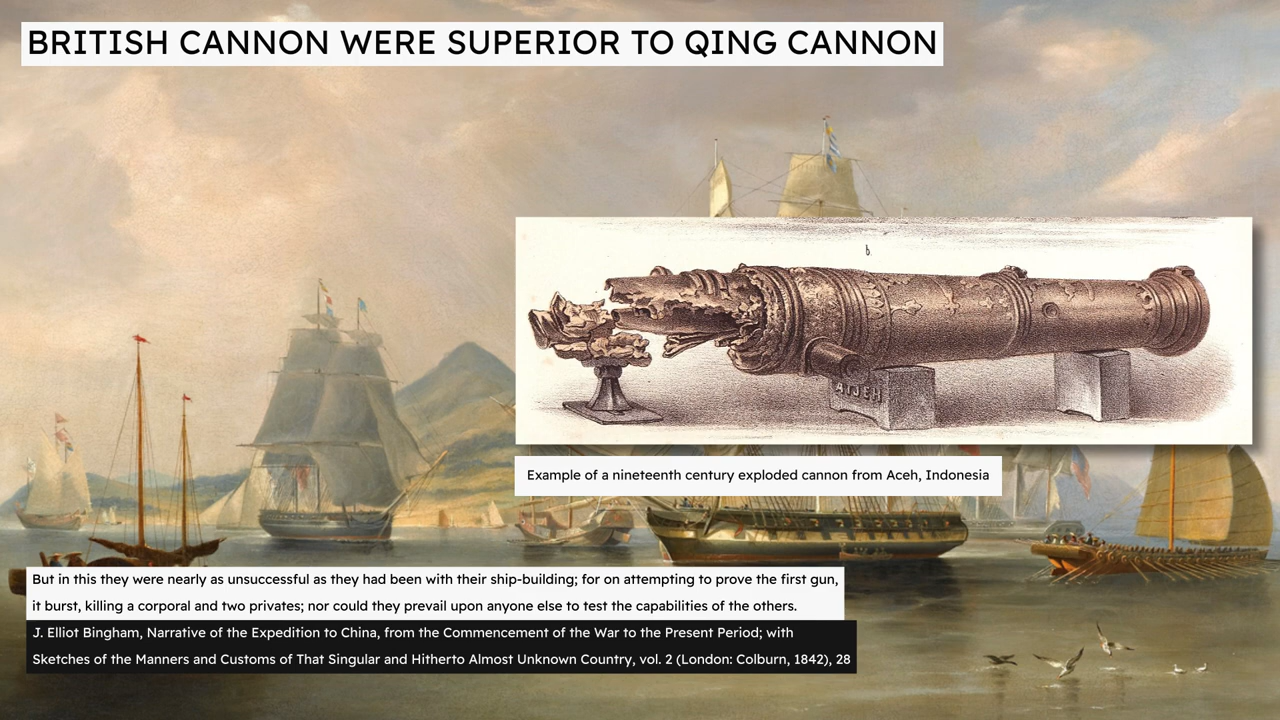 BRITISH CANNON WERE SUPERIOR TO QING CANNON
b.
ATJEH
Example of a nineteenth century exploded cannon from Aceh, Indonesia
But in this they were nearly as unsuccessful as they had been with their ship-building; for on attempting to prove the first gun,
it burst, killing a corporal and two privates; nor could they prevail upon anyone else to test the capabilities of the others.
J. Elliot Bingham, Narrative of the Expedition to China, from the Commencement of the War to the Present Period; with
Sketches of the Manners and Customs of That Singular and Hitherto Almost Unknown Country, vol. 2 (London: Colburn, 1842), 28